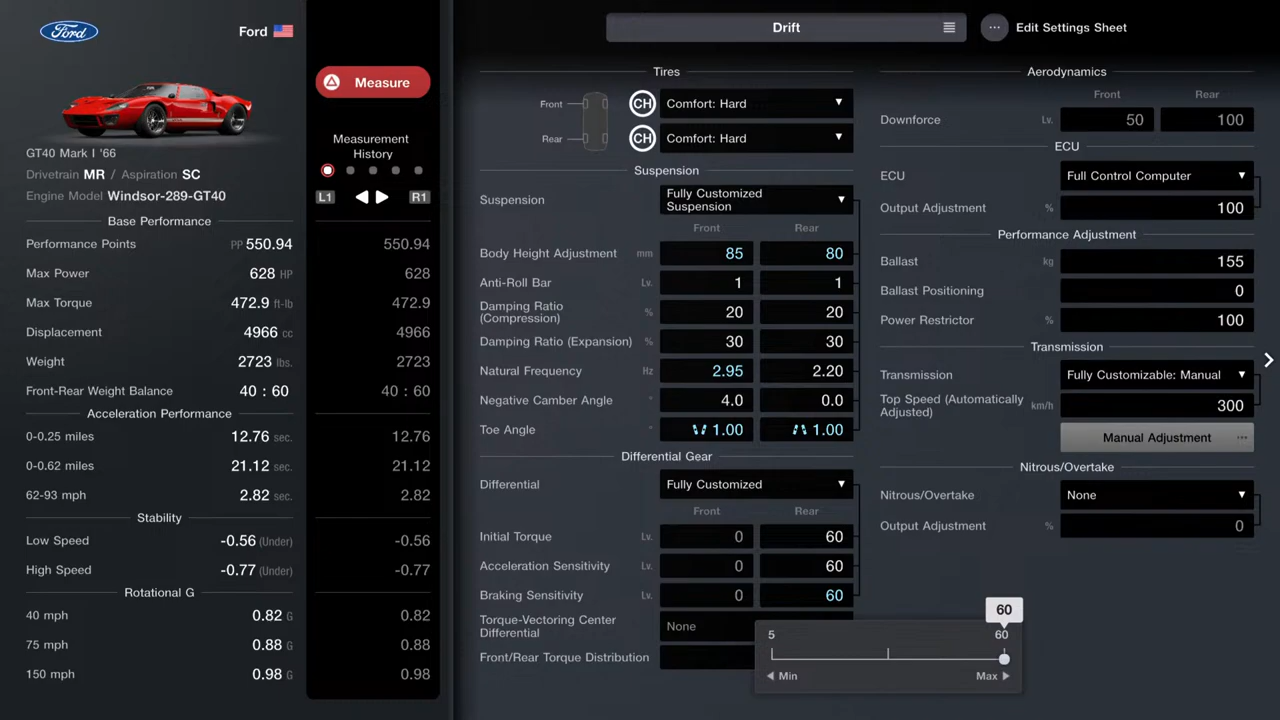 Ford
Ford
GT40 Mark I '66
Drivetrain MR / Aspiration SC
Engine Model Windsor-289-GT40
Base Performance
Performance Points PP 550.94
Max Power 628 HP
Max Torque 472.9 ft-lb
Displacement 4966 cc
Weight 2723 lbs.
Front-Rear Weight Balance 40 : 60
Acceleration Performance
0-0.25 miles 12.76 sec.
0-0.62 miles 21.12 sec.
62-93 mph 2.82 sec.
Stability
Low Speed -0.56 (Under)
High Speed -0.77 (Under)
Rotational G
40 mph 0.82 G
75 mph 0.88 G
150 mph 0.98 G
Measure
Measurement
History
L1 R1
550.94
628
472.9
4966
2723
40 : 60
12.76
21.12
2.82
-0.56
-0.77
0.82
0.88
0.98
Drift
Edit Settings Sheet
Tires
Front CH Comfort: Hard
Rear CH Comfort: Hard
Suspension
Suspension Fully Customized
Suspension
Front Rear
Body Height Adjustment mm 85 80
Anti-Roll Bar Lv. 1 1
Damping Ratio
(Compression) % 20 20
Damping Ratio (Expansion) % 30 30
Natural Frequency Hz 2.95 2.20
Negative Camber Angle ° 4.0 0.0
Toe Angle ° 1.00 1.00
Differential Gear
Differential Fully Customized
Front Rear
Initial Torque Lv. 0 60
Acceleration Sensitivity Lv. 0 60
Braking Sensitivity Lv. 0 60
Torque-Vectoring Center
Differential None
Front/Rear Torque Distribution
60
5 60
Min Max
Aerodynamics
Front Rear
Downforce Lv. 50 100
ECU
ECU Full Control Computer
Output Adjustment % 100
Performance Adjustment
Ballast kg 155
Ballast Positioning 0
Power Restrictor % 100
Transmission
Transmission Fully Customizable: Manual
Top Speed (Automatically
Adjusted) km/h 300
Manual Adjustment
Nitrous/Overtake
Nitrous/Overtake None
Output Adjustment % 0